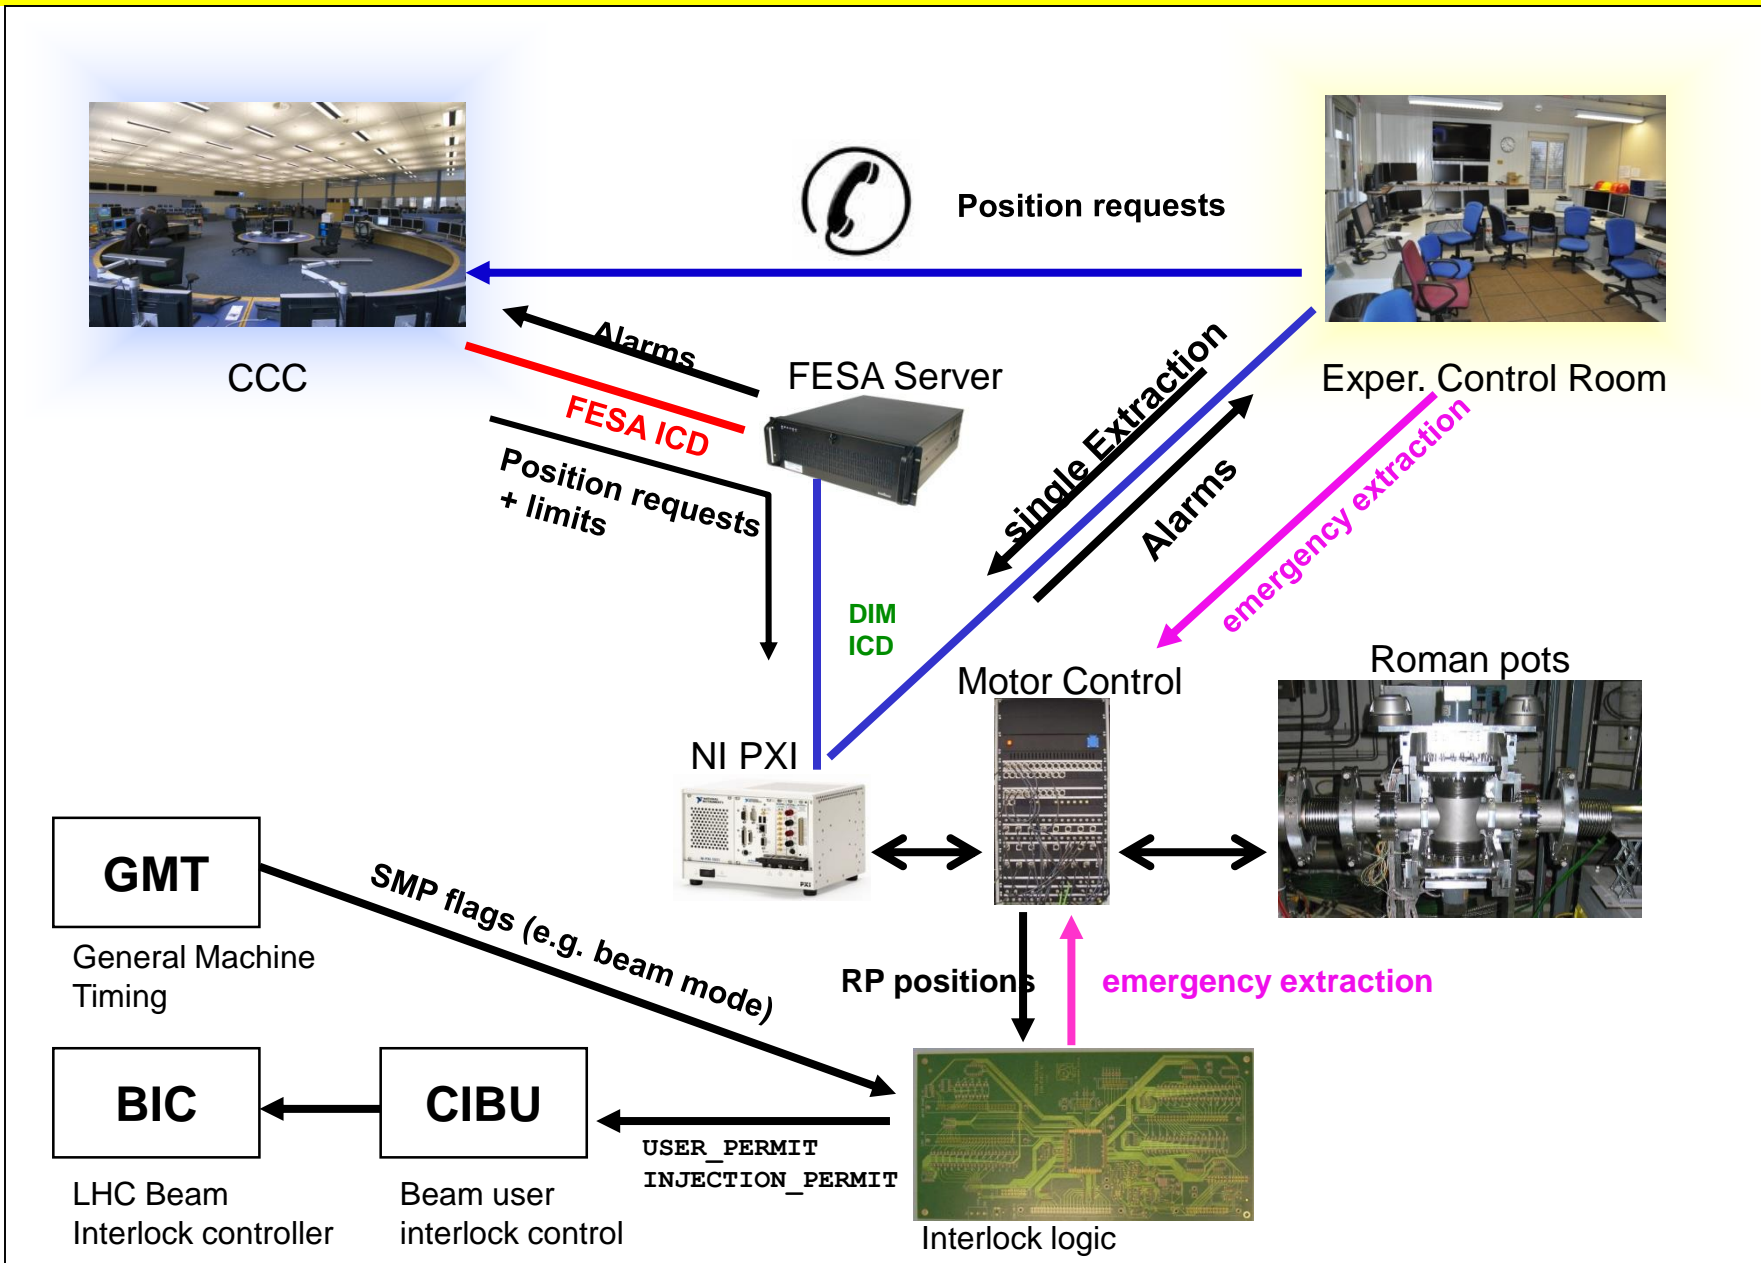 Position requests
CCC
Alarms
FESA Server
Exper. Control Room
FESA ICD
single Extraction
Position requests
+ limits
Alarms
emergency extraction
DIM
ICD
Motor Control
Roman pots
NI PXI
GMT
SMP flags (e.g. beam mode)
General Machine
Timing
RP positions
emergency extraction
BIC
CIBU
USER_PERMIT
INJECTION_PERMIT
LHC Beam
Interlock controller
Beam user
interlock control
Interlock logic
PXI